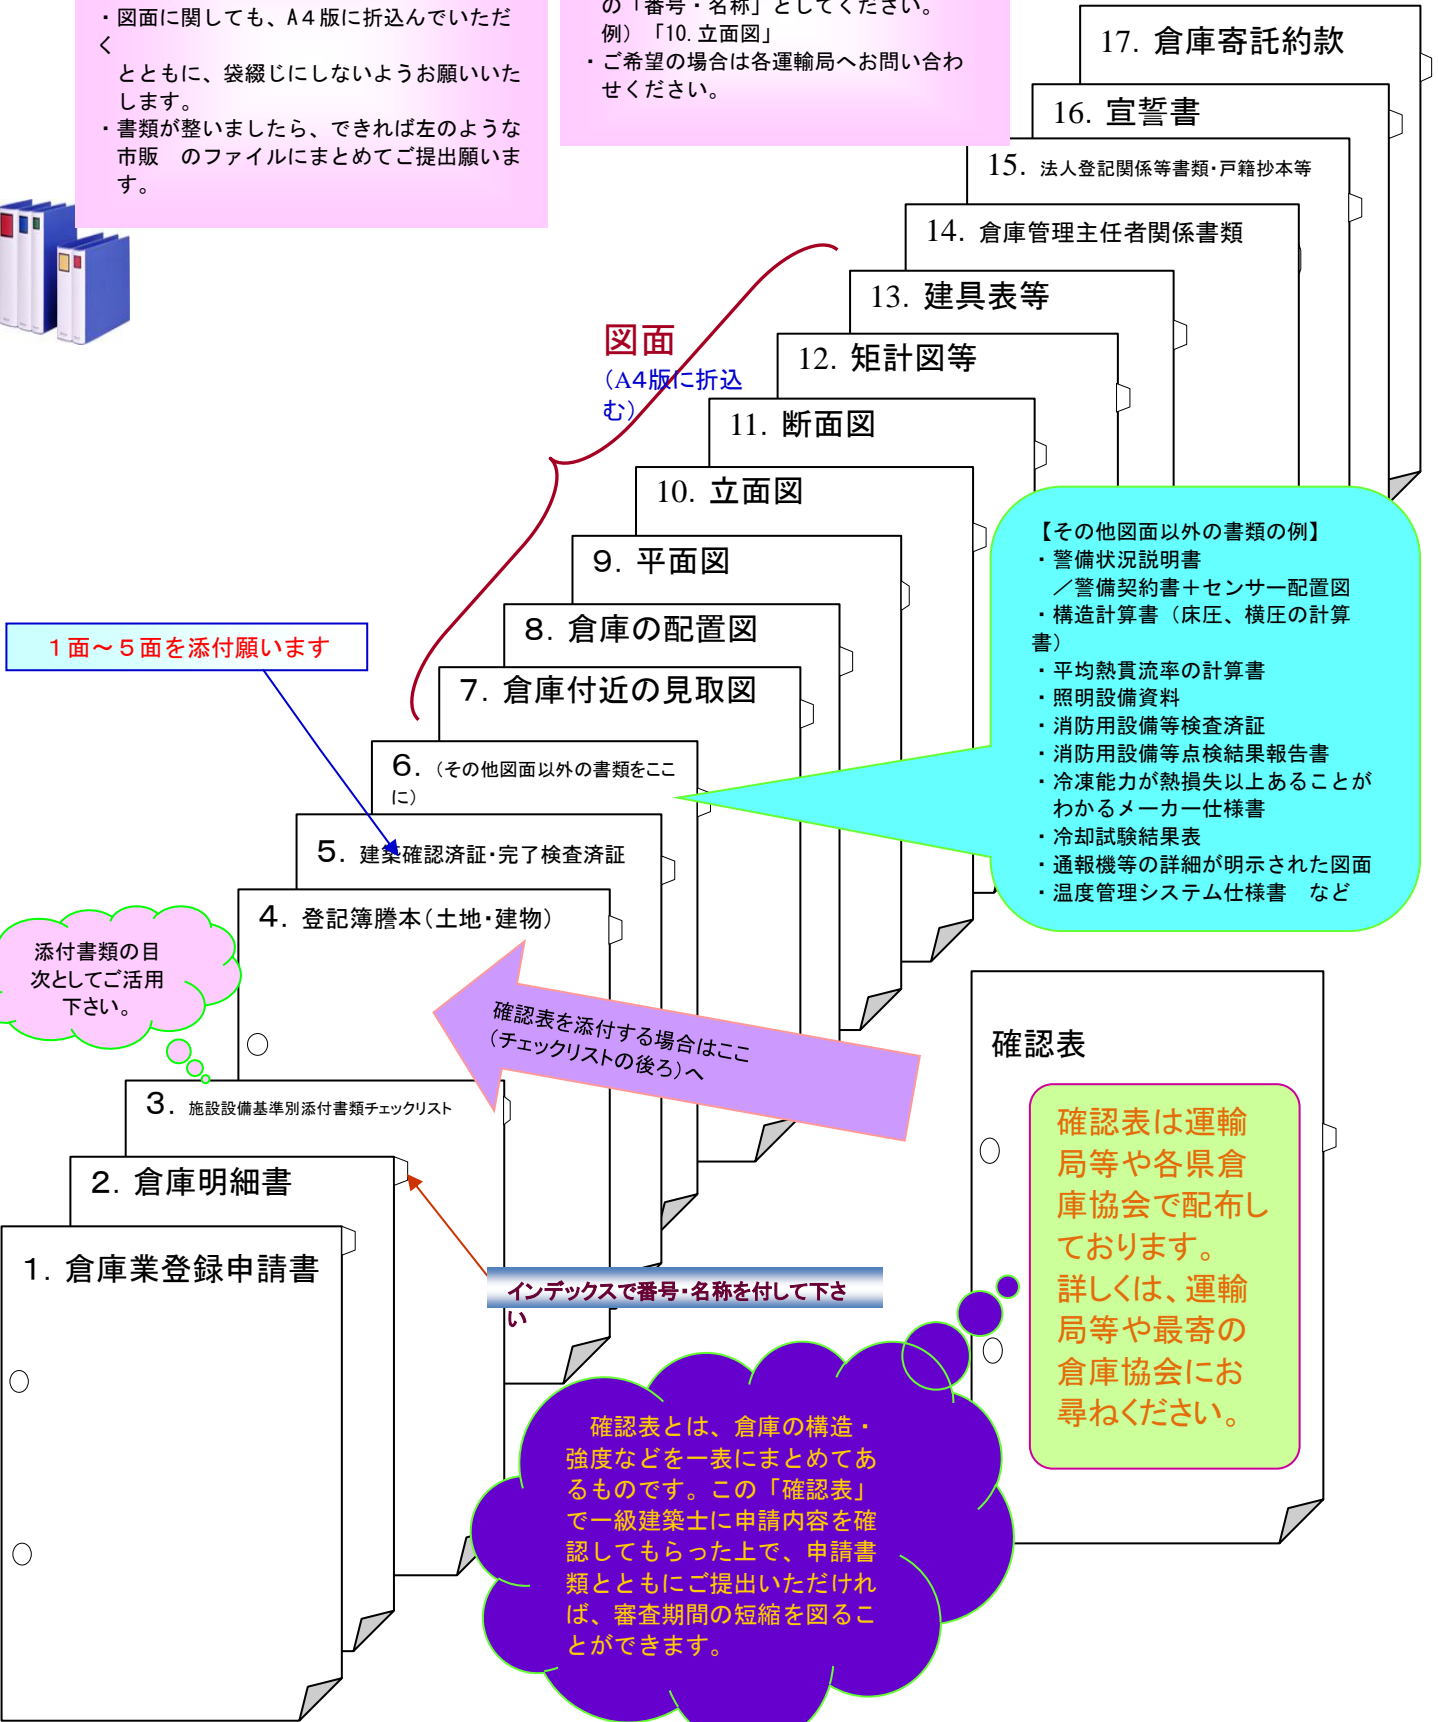 ・図面に関しても、A４版に折込んでいただ
く
とともに、袋綴じにしないようお願いいた
します。
・書類が整いましたら、できれば左のような
市販　のファイルにまとめてご提出願いま
す。
の「番号・名称」としてください。
例）「10.立面図」
・ご希望の場合は各運輸局へお問い合わ
せください。
17. 倉庫寄託約款
16. 宣誓書
15. 法人登記関係等書類・戸籍抄本等
14. 倉庫管理主任者関係書類
13. 建具表等
12. 矩計図等
11. 断面図
10. 立面図
９. 平面図
８. 倉庫の配置図
７. 倉庫付近の見取図
６. （その他図面以外の書類をここ
に）
５. 建築確認済証・完了検査済証
４. 登記簿謄本（土地・建物）
３. 施設設備基準別添付書類チェックリスト
２. 倉庫明細書
１. 倉庫業登録申請書
図面
（A4版に折込
む）
１面～５面を添付願います
添付書類の目
次としてご活用
下さい。
確認表を添付する場合はここ
（チェックリストの後ろ）へ
インデックスで番号・名称を付して下さ
い
【その他図面以外の書類の例】
・警備状況説明書
／警備契約書＋センサー配置図
・構造計算書（床圧、横圧の計算
書）
・平均熱貫流率の計算書
・照明設備資料
・消防用設備等検査済証
・消防用設備等点検結果報告書
・冷凍能力が熱損失以上あることが
わかるメーカー仕様書
・冷却試験結果表
・通報機等の詳細が明示された図面
・温度管理システム仕様書　など
確認表
確認表は運輸
局等や各県倉
庫協会で配布し
ております。
詳しくは、運輸
局等や最寄の
倉庫協会にお
尋ねください。
確認表とは、倉庫の構造・
強度などを一表にまとめてあ
るものです。この「確認表」
で一級建築士に申請内容を確
認してもらった上で、申請書
類とともにご提出いただけれ
ば、審査期間の短縮を図るこ
とができます。